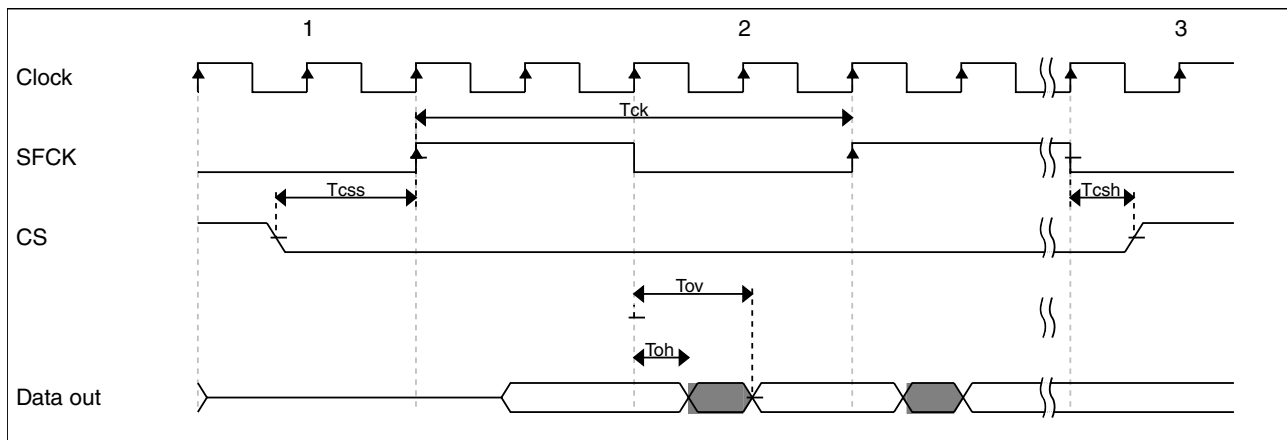 1 2 3
Clock
Tck
SFCK
Tcss Tcsh
CS
Tov
Toh
Data out